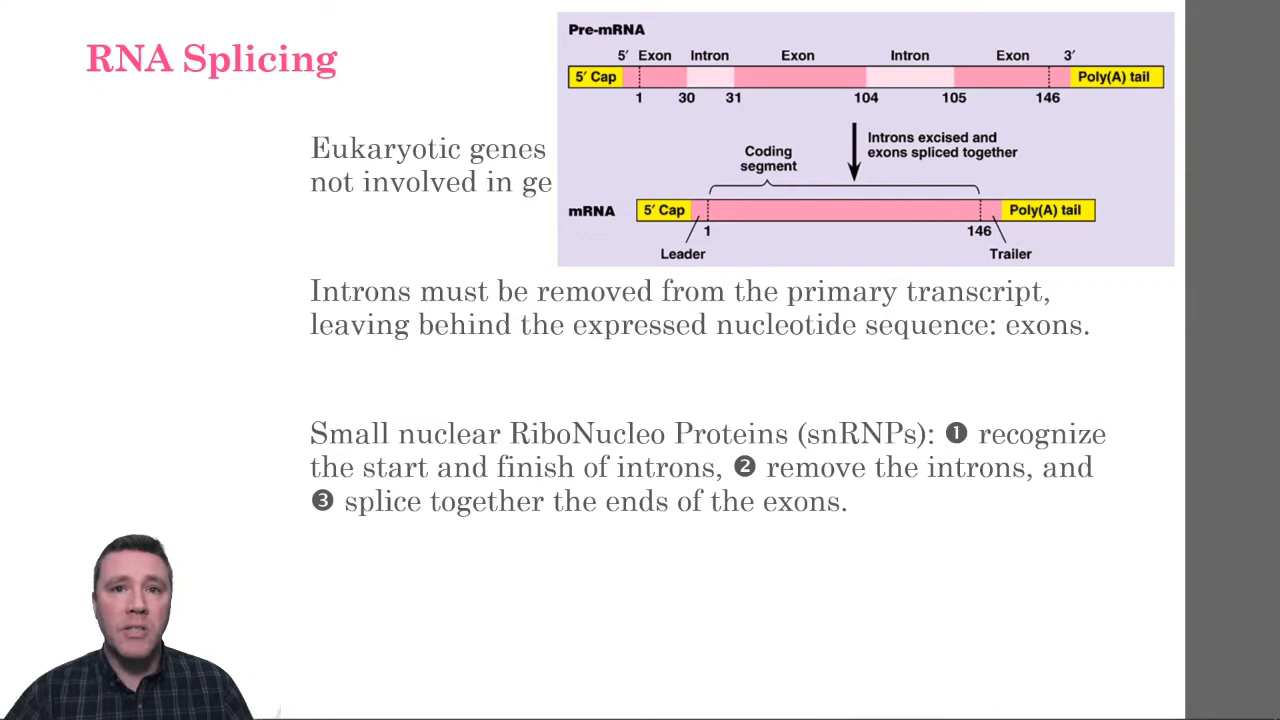 RNA Splicing
Pre-mRNA
5′ Exon Intron Exon Intron Exon 3′
5′ Cap Poly(A) tail
1 30 31 104 105 146
Introns excised and
exons spliced together
Coding
segment
mRNA 5′ Cap Poly(A) tail
1 146
Leader Trailer
Eukaryotic genes
not involved in ge
Introns must be removed from the primary transcript,
leaving behind the expressed nucleotide sequence: exons.
Small nuclear RiboNucleo Proteins (snRNPs): ❶ recognize
the start and finish of introns, ❷ remove the introns, and
❸ splice together the ends of the exons.